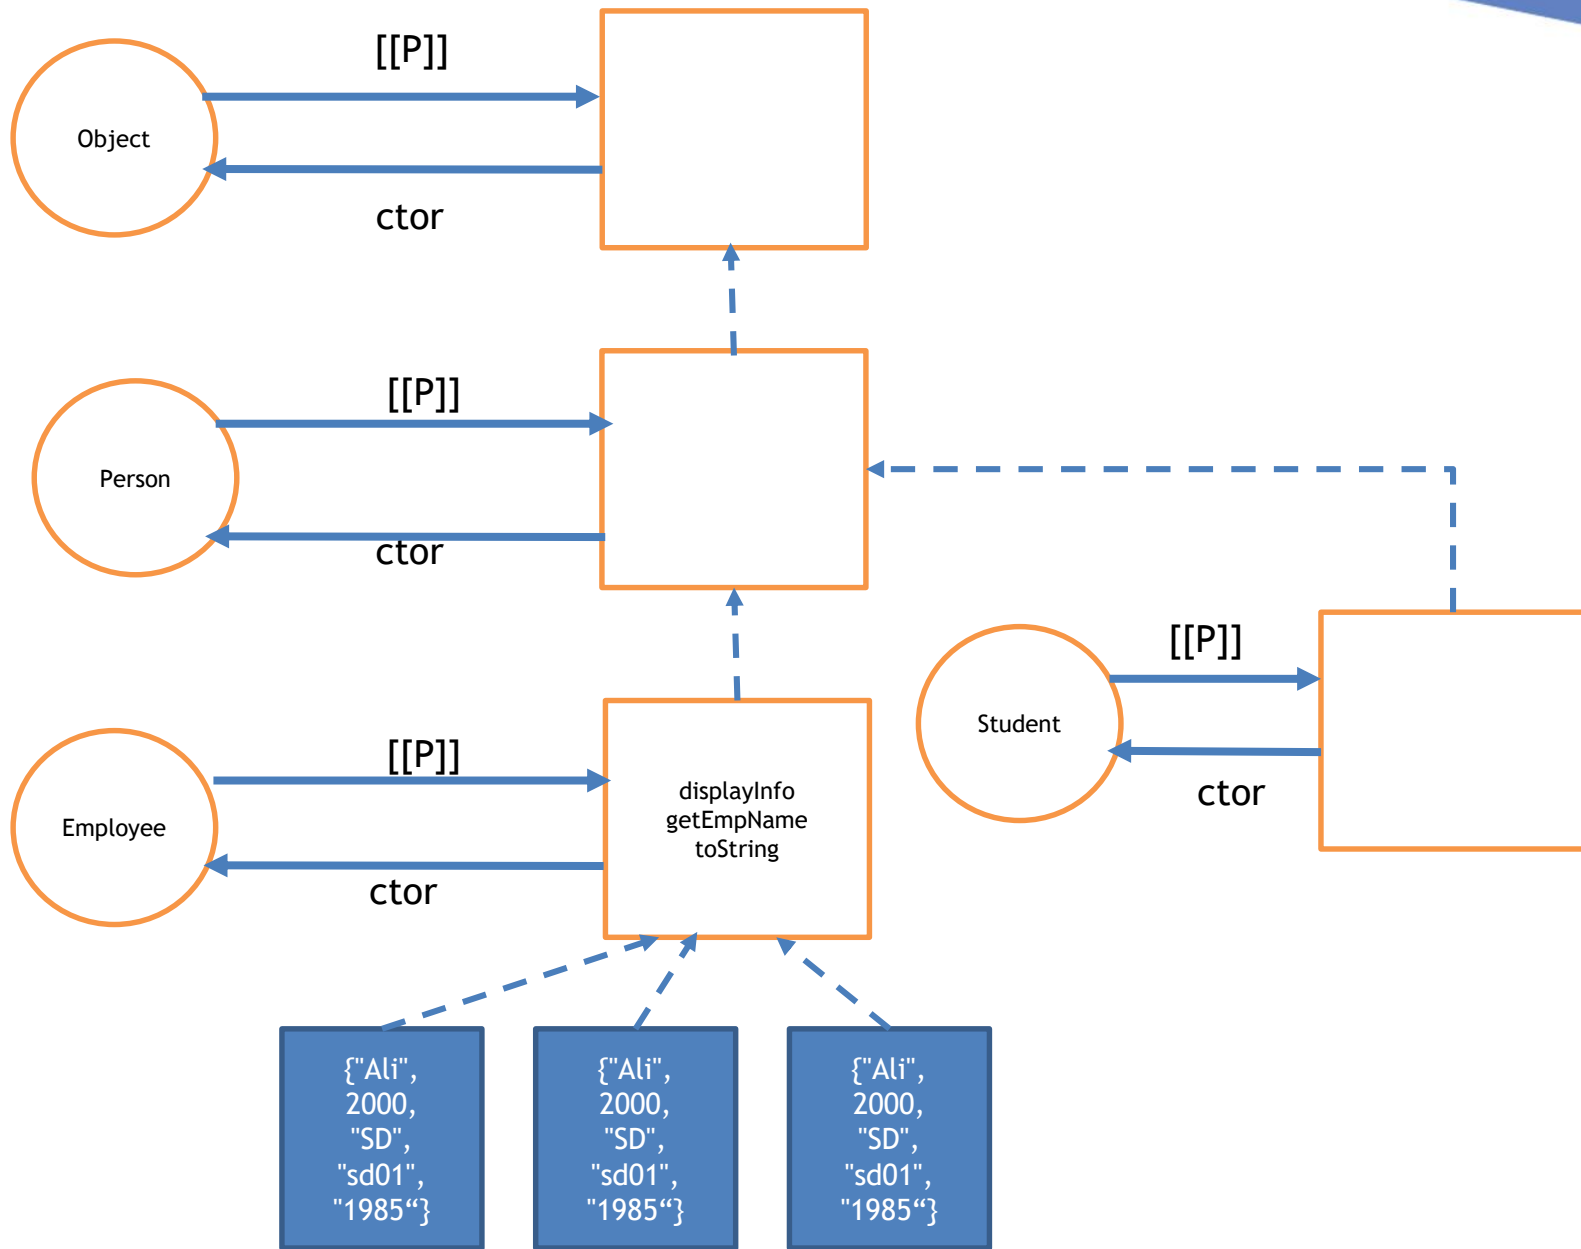 [[P]]
Object
ctor
[[P]]
Person
ctor
[[P]]
Student
ctor
[[P]]
Employee
displayInfo
getEmpName
toString
ctor
{"Ali",
2000,
"SD",
"sd01",
"1985“}
{"Ali",
2000,
"SD",
"sd01",
"1985“}
{"Ali",
2000,
"SD",
"sd01",
"1985“}